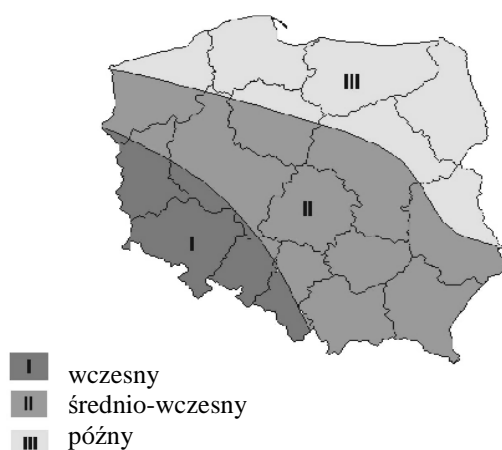 III
II
I
I wczesny
II średnio-wczesny
III późny